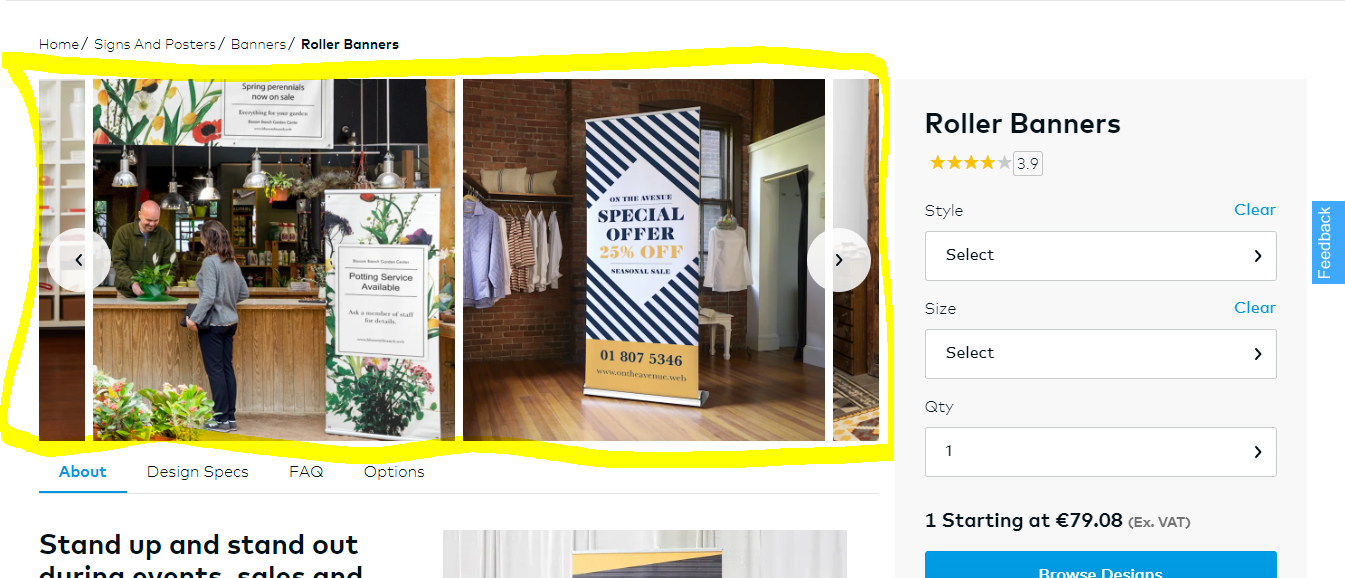 Home/ Signs And Posters/ Banners/ Roller Banners
Spring perennials
now on sale
Everything for your garden
Potting Service
Available
Ask a member of staff
for details.
ON THE AVENUE
SPECIAL
OFFER
25% OFF
SEASONAL SALE
01 807 5346
www.ontheavenue.web
Roller Banners
3.9
Style
Clear
Select
Size
Clear
Select
Qty
1
1 Starting at €79.08 (Ex. VAT)
Browse Designs
Feedback
About
Design Specs
FAQ
Options
Stand up and stand out
during events, sales and